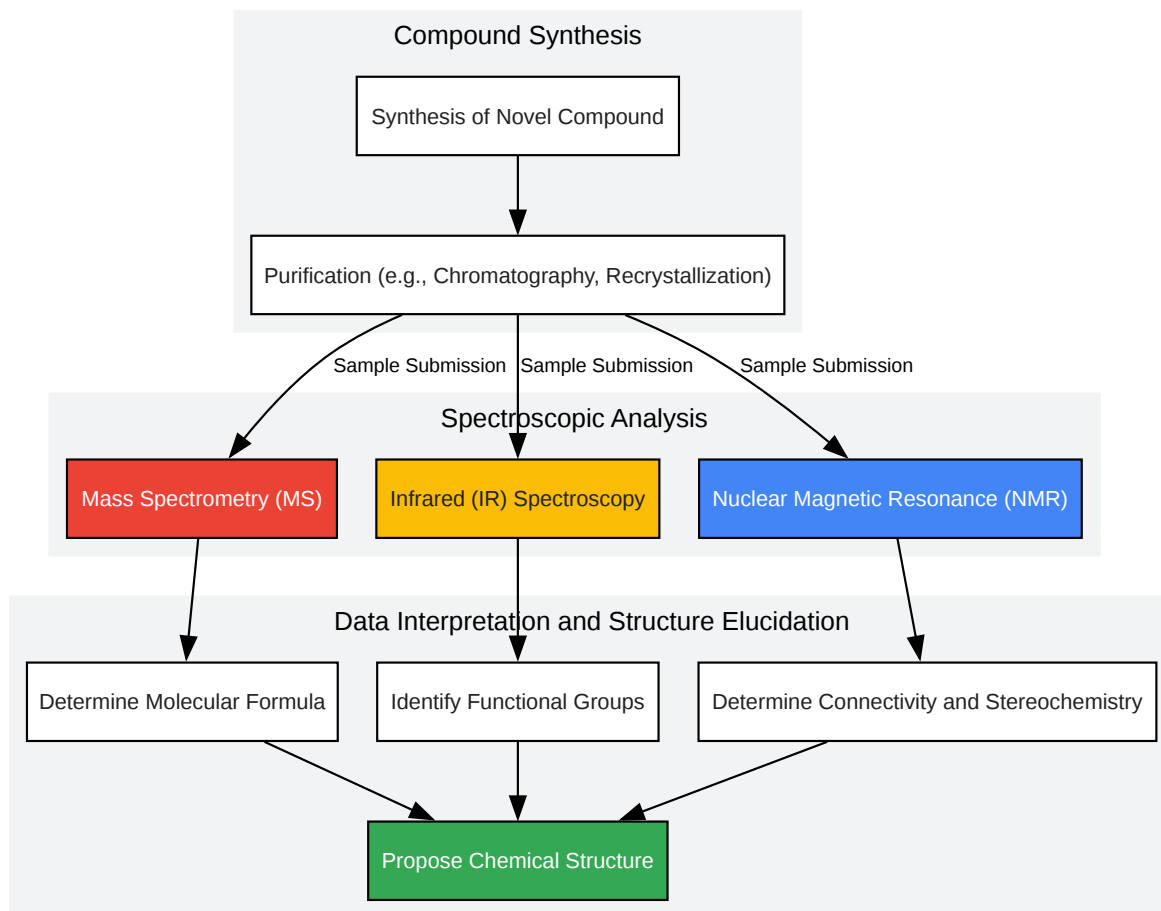 Compound Synthesis
Synthesis of Novel Compound
Purification (e.g., Chromatography, Recrystallization)
Sample Submission
Sample Submission
Sample Submission
Spectroscopic Analysis
Mass Spectrometry (MS)
Infrared (IR) Spectroscopy
Nuclear Magnetic Resonance (NMR)
Data Interpretation and Structure Elucidation
Determine Molecular Formula
Identify Functional Groups
Determine Connectivity and Stereochemistry
Propose Chemical Structure